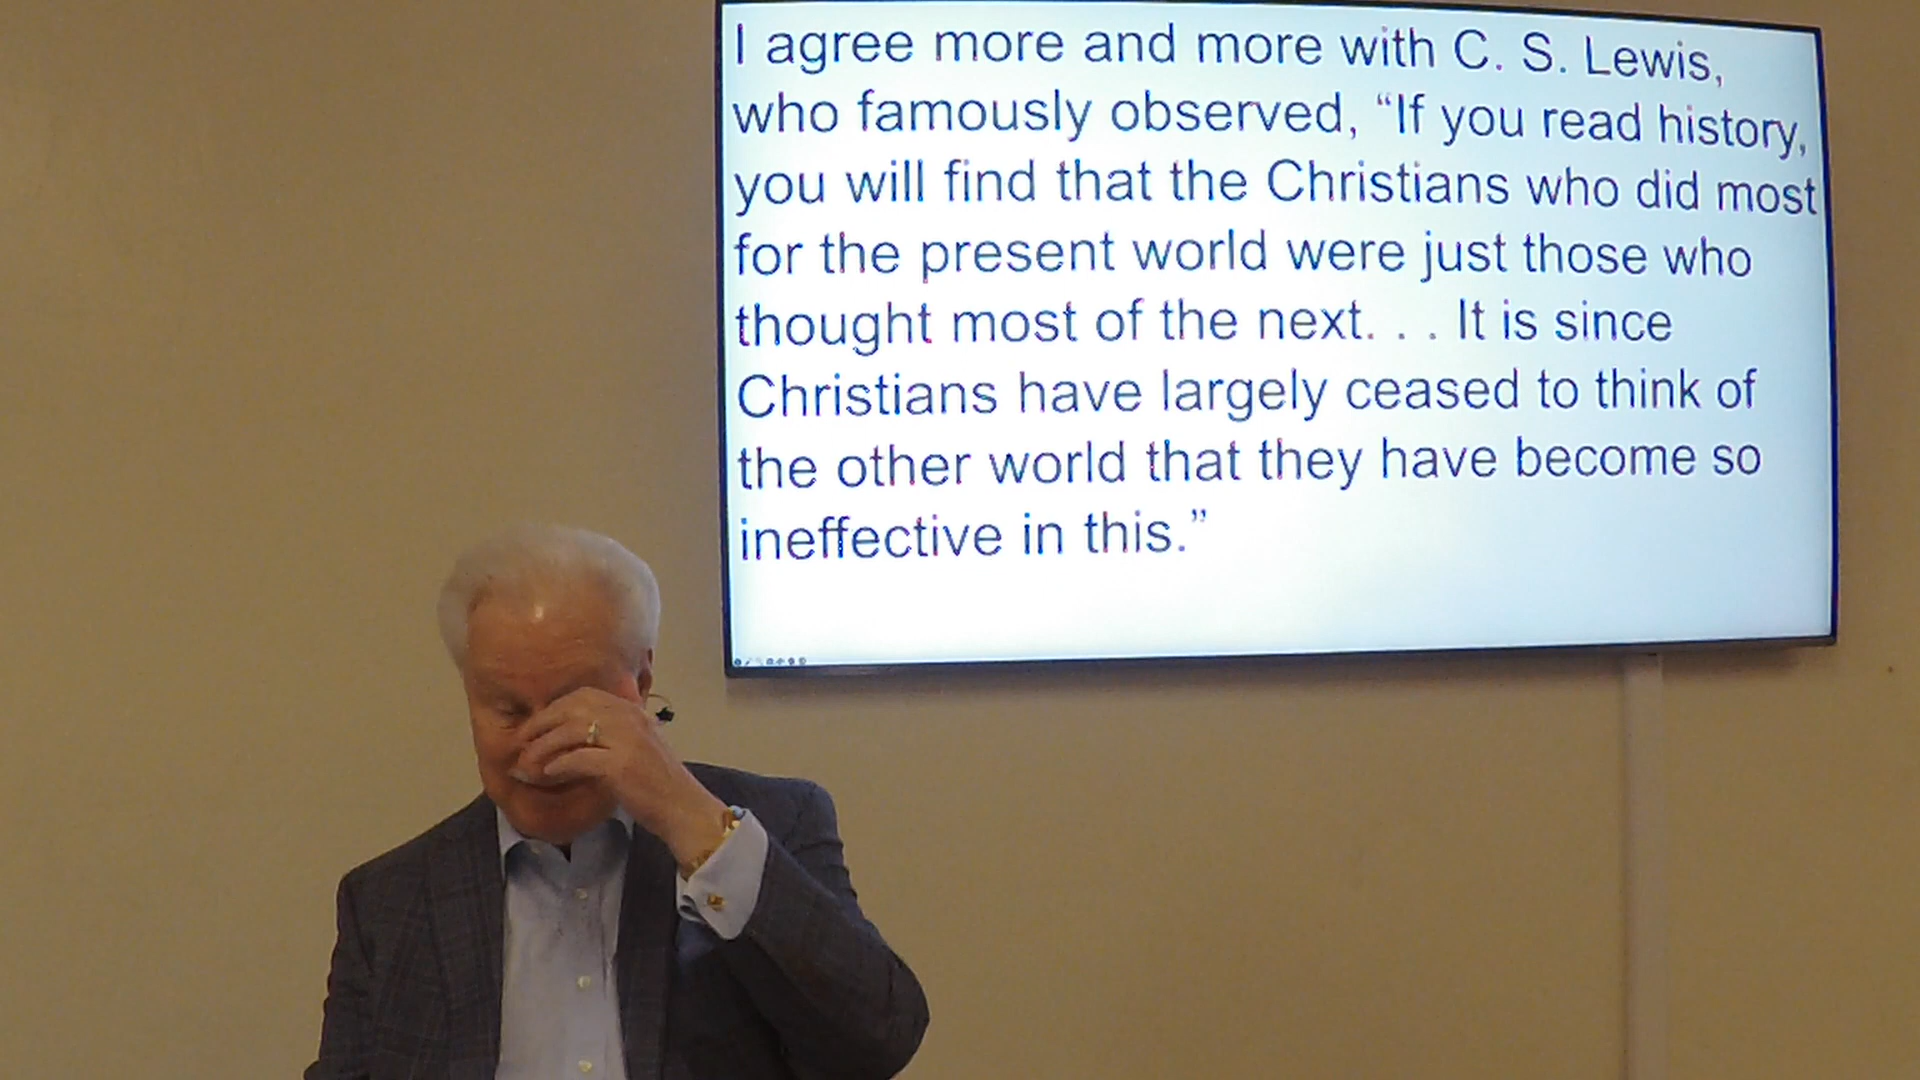 I agree more and more with C. S. Lewis,
who famously observed, “If you read history,
you will find that the Christians who did most
for the present world were just those who
thought most of the next. . . It is since
Christians have largely ceased to think of
the other world that they have become so
ineffective in this.”